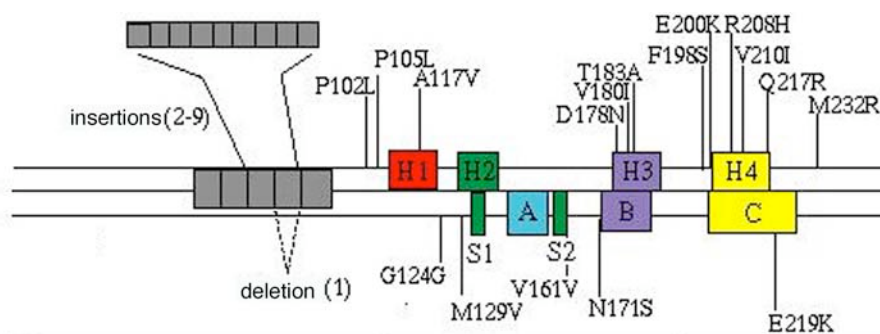 E200K R208H
P105L F198S V210I
P102L A117V T183A Q217R
V180I
insertions (2-9) D178N M232R
H1 H2 H3 H4
A B C
S1 S2
G124G
deletion (1) V161V
M129V N171S
E219K